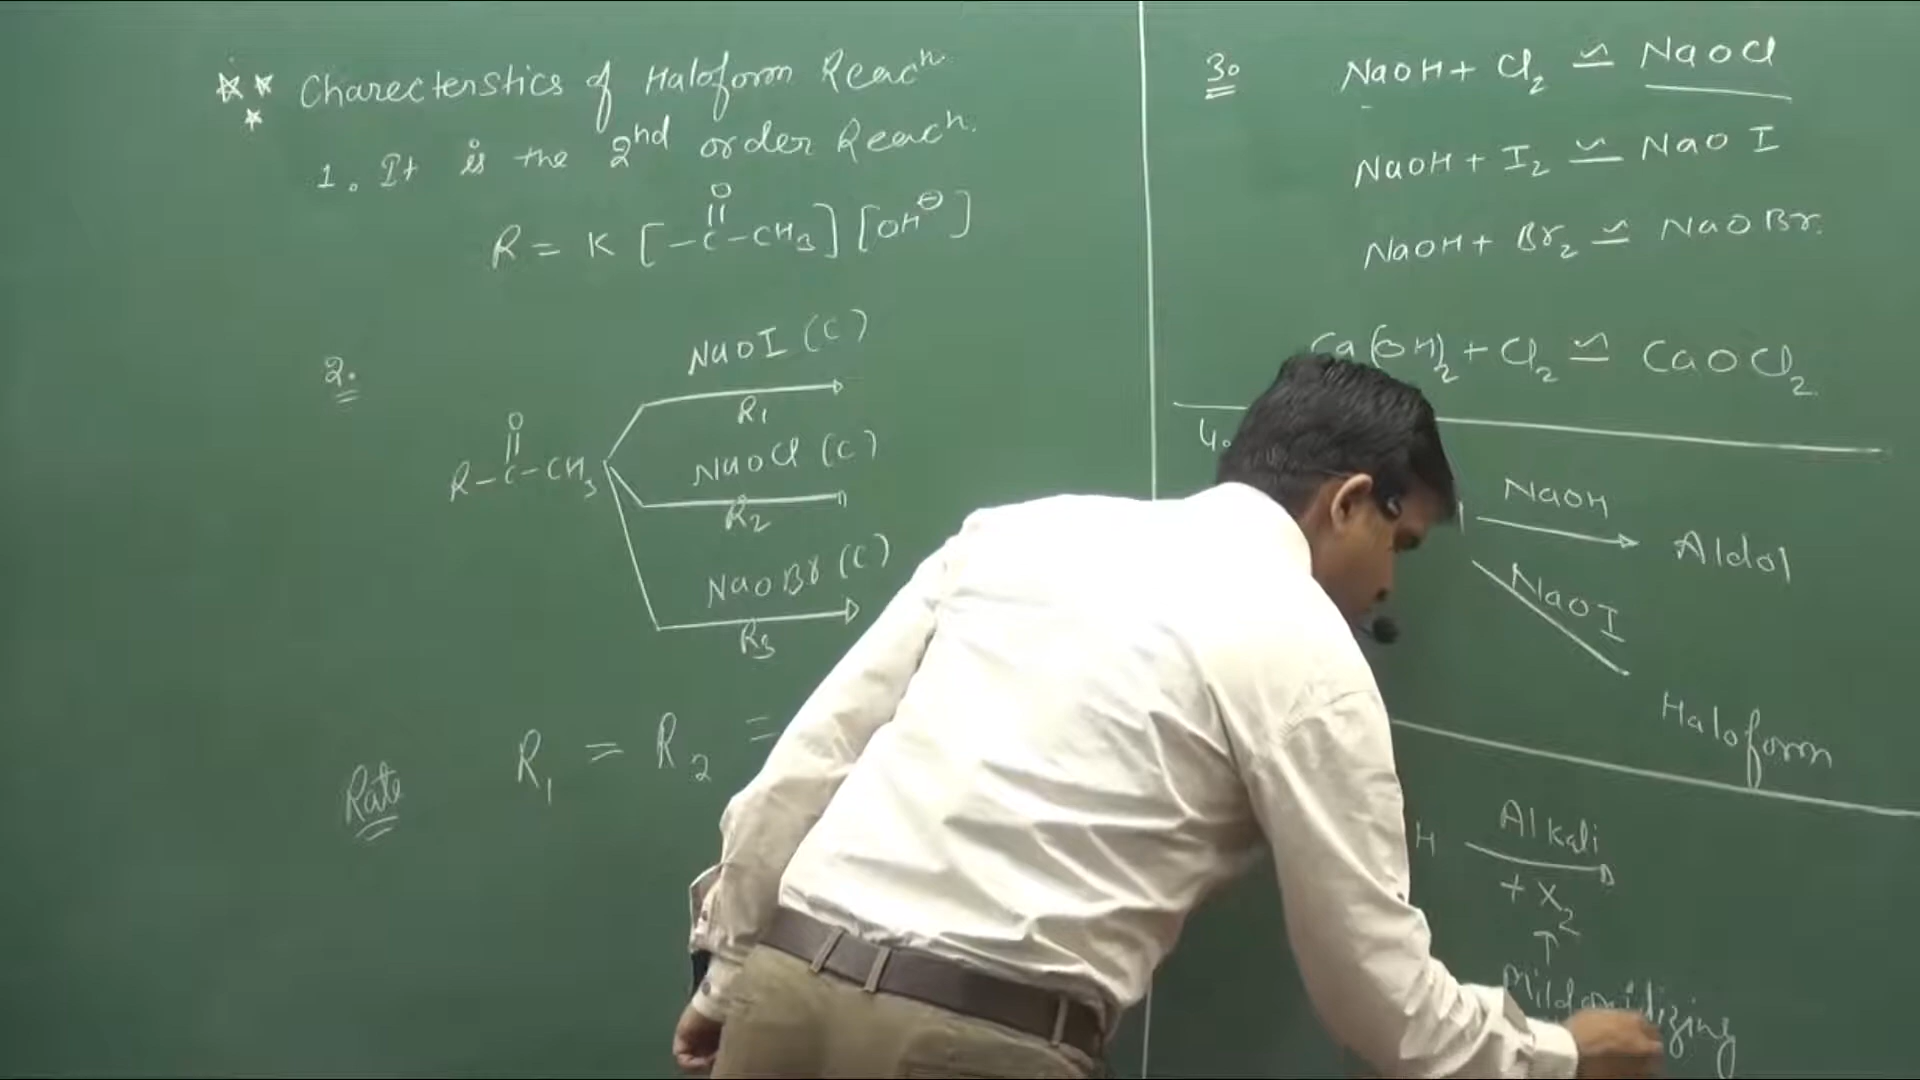 Charecterstics of Haloform Reacn.
1. It is the 2nd order Reacn.
R = K [-C-CH3] [OH⊖]
O
2.
NaOI (C)
R1
O
R-C-CH3
NaOCl (C)
R2
NaOBr (C)
R3
Rate R1 = R2 =
3. NaOH + Cl2 ≃ NaOCl
NaOH + I2 ≃ NaOI
NaOH + Br2 ≃ NaOBr.
Ca(OH)2 + Cl2 ≃ CaOCl2
4.
NaOH
Aldol
NaOI
Haloform
H Alkali
+ X2
↑
Mild oxidizing